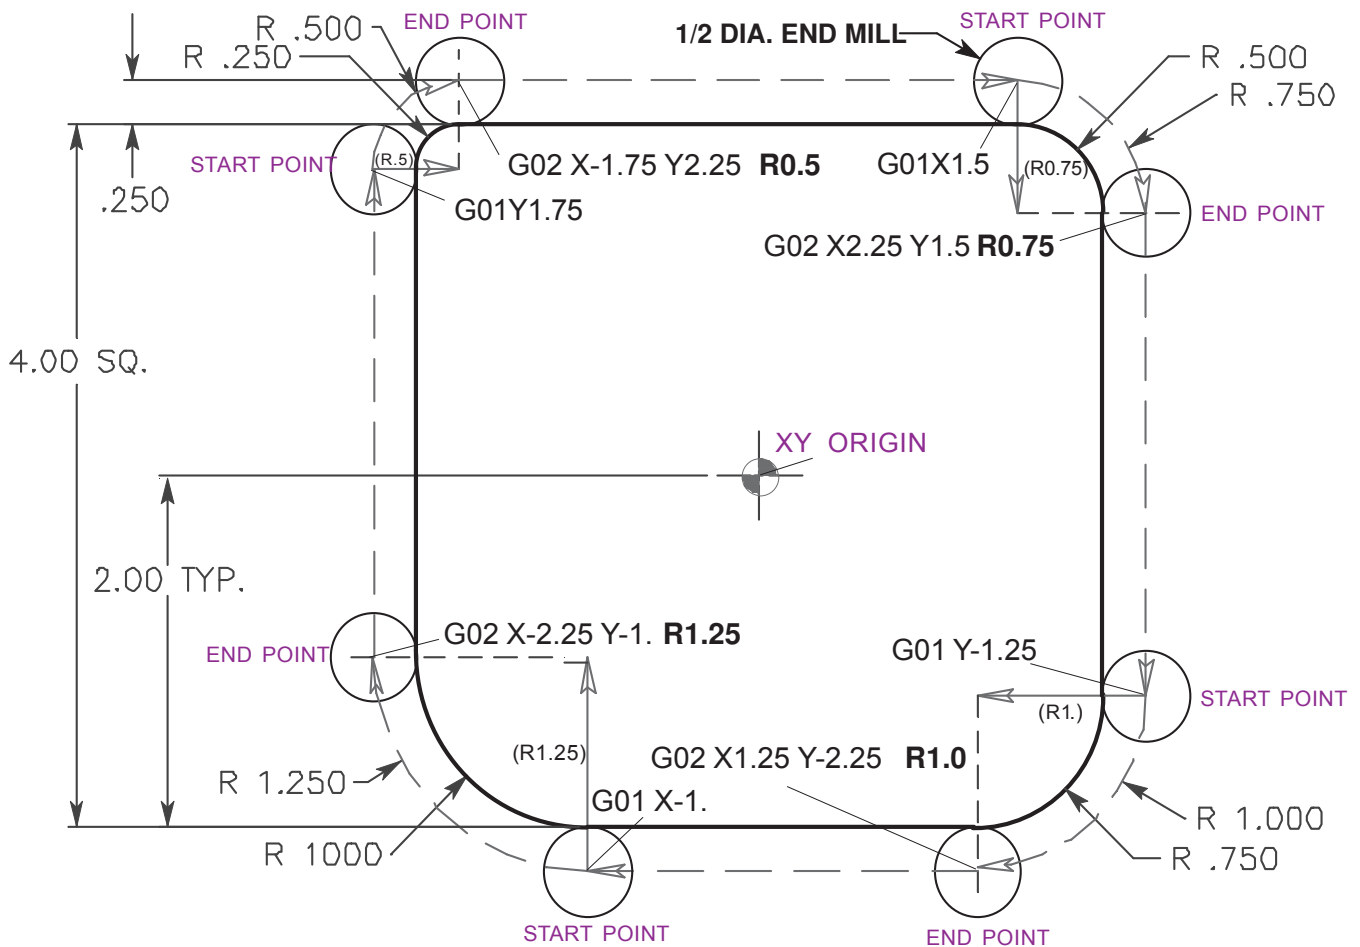 END POINT
START POINT
R .500
1/2 DIA. END MILL
R .250
R .500
R .750
START POINT
(R.5)
G02 X-1.75 Y2.25 R0.5
G01X1.5
(R0.75)
.250
G01Y1.75
END POINT
G02 X2.25 Y1.5 R0.75
4.00 SQ.
XY ORIGIN
2.00 TYP.
G02 X-2.25 Y-1. R1.25
G01 Y-1.25
END POINT
START POINT
(R1.)
(R1.25)
G02 X1.25 Y-2.25 R1.0
R 1.250
G01 X-1.
R 1.000
R 1000
R .750
START POINT
END POINT